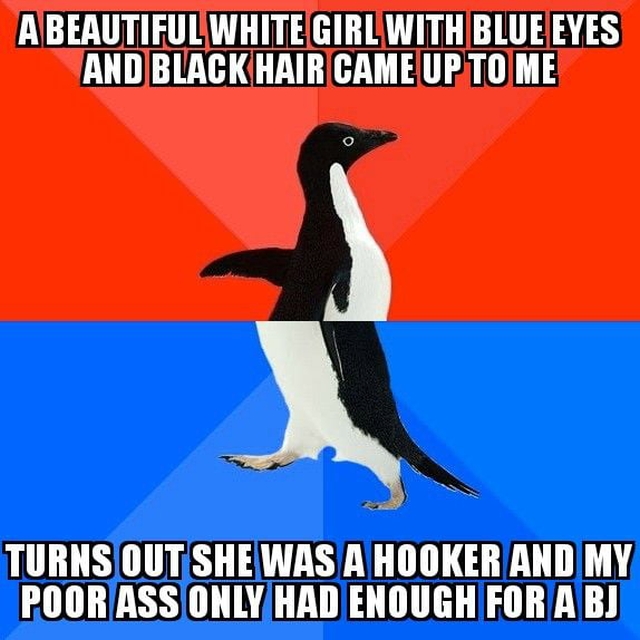 A BEAUTIFUL WHITE GIRL WITH BLUE EYES
AND BLACK HAIR CAME UP TO ME
TURNS OUT SHE WAS A HOOKER AND MY
POOR ASS ONLY HAD ENOUGH FOR A BJ